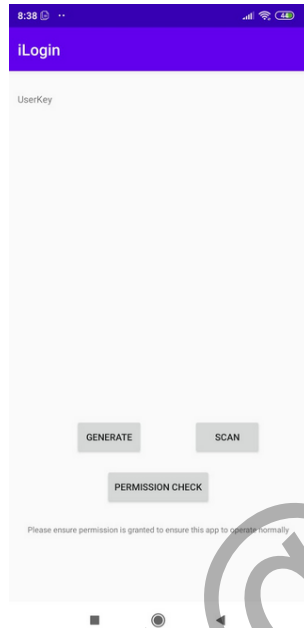 8:38
44
iLogin
UserKey
GENERATE
SCAN
PERMISSION CHECK
Please ensure permission is granted to ensure this app to operate normally